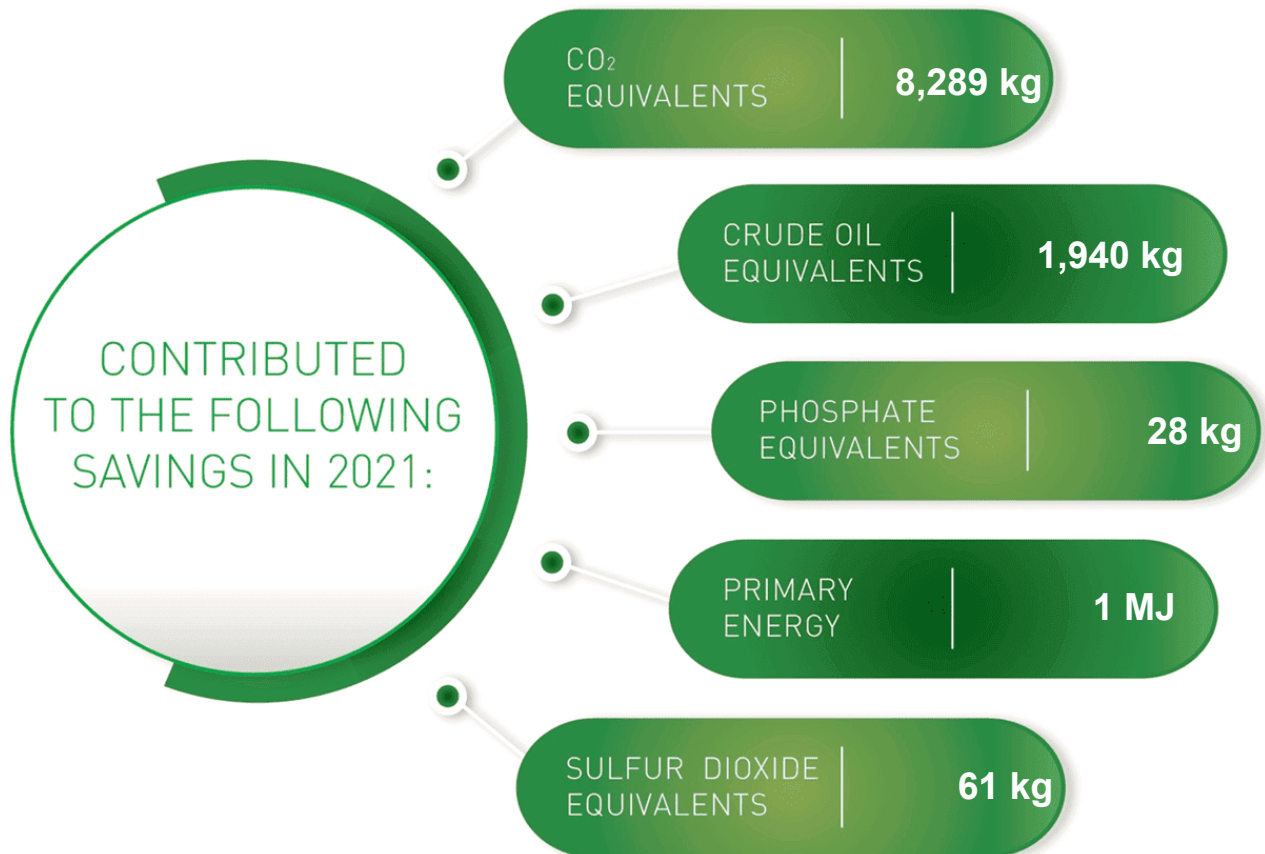 CONTRIBUTED
TO THE FOLLOWING
SAVINGS IN 2021:
CO₂
EQUIVALENTS
8,289 kg
CRUDE OIL
EQUIVALENTS
1,940 kg
PHOSPHATE
EQUIVALENTS
28 kg
PRIMARY
ENERGY
1 MJ
SULFUR DIOXIDE
EQUIVALENTS
61 kg